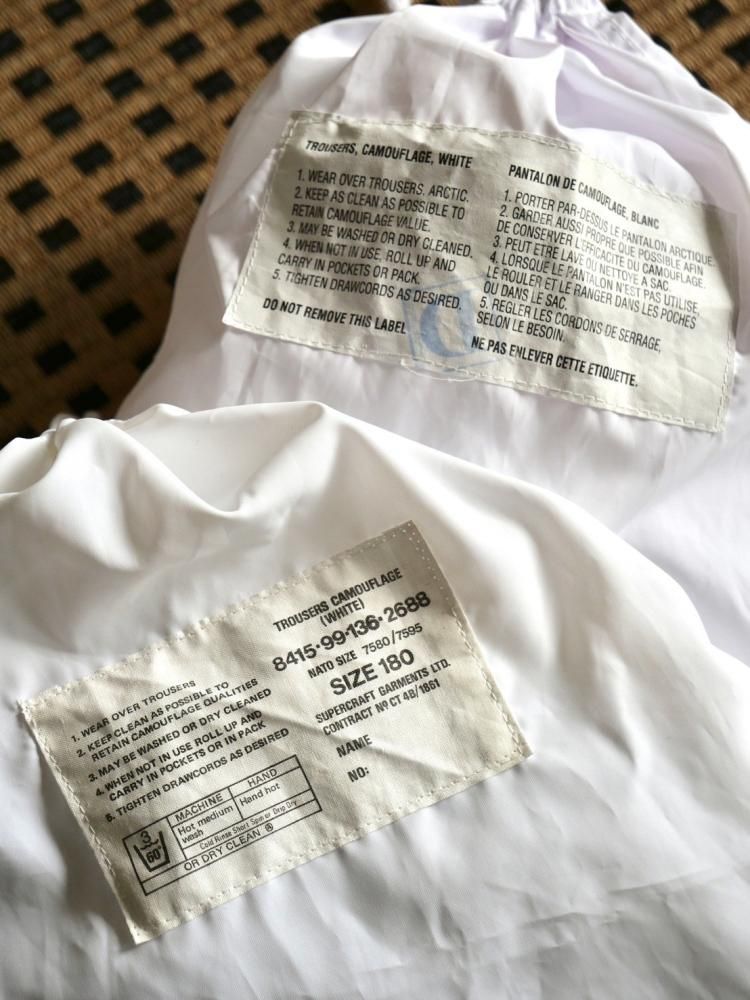 TROUSERS, CAMOUFLAGE, WHITE
1. WEAR OVER TROUSERS. ARCTIC.
2. KEEP AS CLEAN AS POSSIBLE TO
RETAIN CAMOUFLAGE VALUE.
3. MAY BE WASHED OR DRY CLEANED.
4. WHEN NOT IN USE, ROLL UP AND
CARRY IN POCKETS OR PACK.
5. TIGHTEN DRAWCORDS AS DESIRED.
DO NOT REMOVE THIS LABEL
PANTALON DE CAMOUFLAGE, BLANC
1. PORTER PAR-DESSUS LE PANTALON ARCTIQUE.
2. GARDER AUSSI PROPRE QUE POSSIBLE AFIN
DE CONSERVER L'EFFICACITE DU CAMOUFLAGE.
3. PEUT ETRE LAVE OU NETTOYE A SAC.
4. LORSQUE LE PANTALON N'EST PAS UTILISE,
LE ROULER ET LE RANGER DANS LES POCHES
OU DANS LE SAC.
5. REGLER LES CORDONS DE SERRAGE,
SELON LE BESOIN.
NE PAS ENLEVER CETTE ETIQUETTE.
TROUSERS CAMOUFLAGE
(WHITE)
8415·99·136·2688
NATO SIZE 7580/7595
SIZE 180
SUPERCRAFT GARMENTS LTD.
CONTRACT Nº CT 4B/1861
NAME
NO:
1. WEAR OVER TROUSERS
2. KEEP CLEAN AS POSSIBLE TO
RETAIN CAMOUFLAGE QUALITIES
3. MAY BE WASHED OR DRY CLEANED
4. WHEN NOT IN USE ROLL UP AND
CARRY IN POCKETS OR IN PACK
5. TIGHTEN DRAWCORDS AS DESIRED
MACHINE HAND
3 60° Hot medium wash Hand hot
Cold Rinse Short Spin or Drip Dry
OR DRY CLEAN Ⓐ